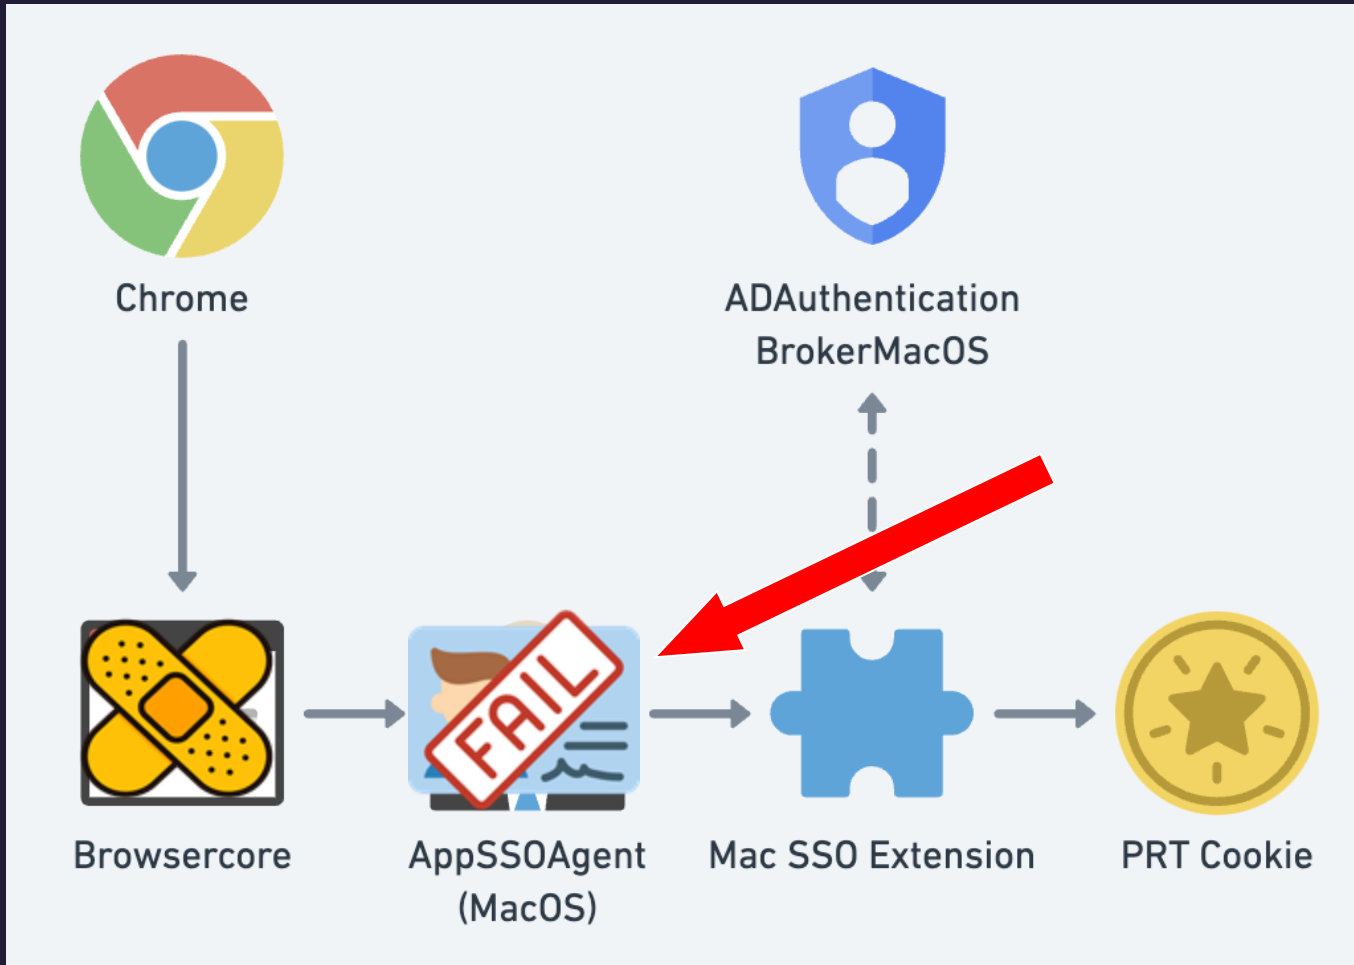 Chrome
ADAuthentication
BrokerMacOS
FAIL
Browsercore
AppSSOAgent
(MacOS)
Mac SSO Extension
PRT Cookie